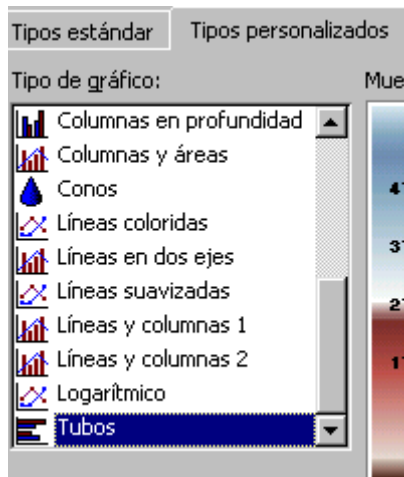 Tipos estándar
Tipos personalizados
Tipo de gráfico:
Columnas en profundidad
Columnas y áreas
Conos
Líneas coloridas
Líneas en dos ejes
Líneas suavizadas
Líneas y columnas 1
Líneas y columnas 2
Logarítmico
Tubos